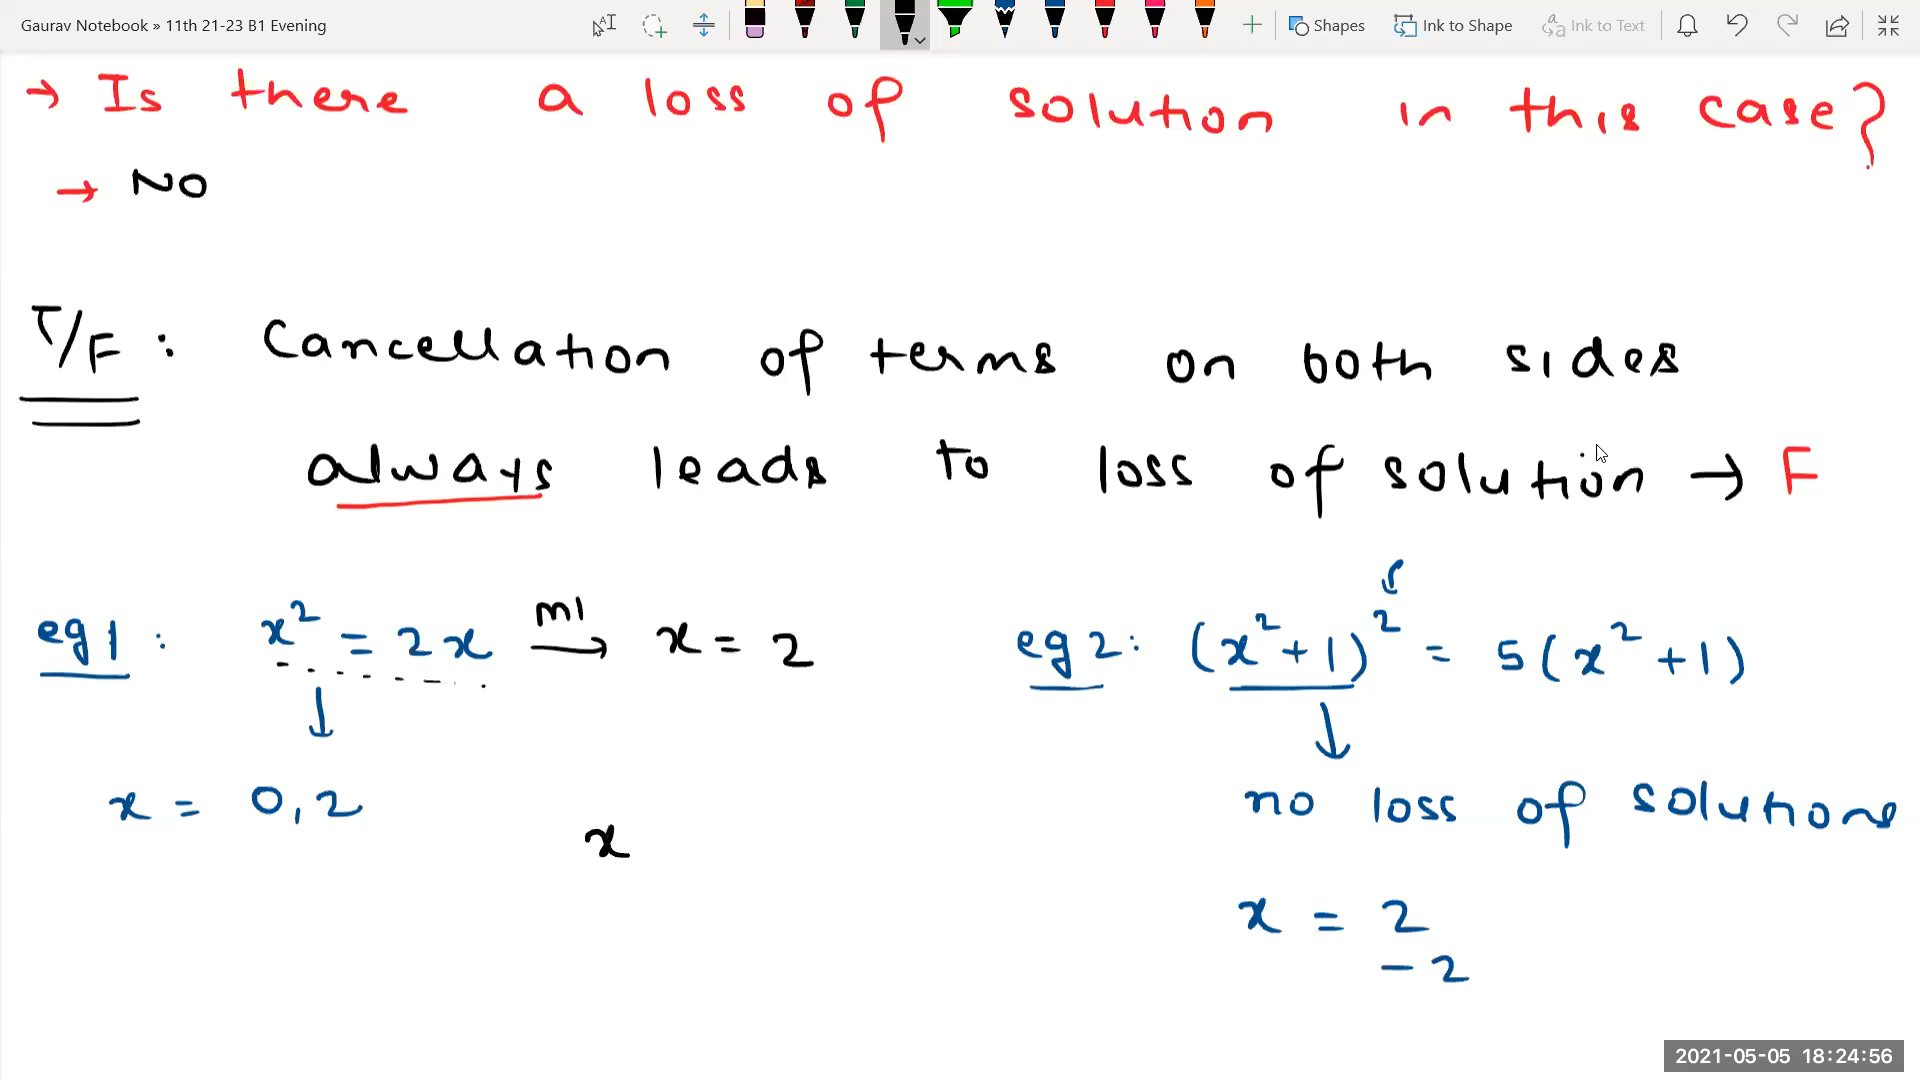 Gaurav Notebook » 11th 21-23 B1 Evening
Shapes Ink to Shape Ink to Text
→ Is there a loss of solution in this case?
→ NO
T/F : Cancellation of terms on both sides
always leads to loss of solution → F
eg 1 : x² = 2x m1 → x = 2
eg 2 : (x²+1)² = 5(x²+1)
↓
↓
x = 0, 2
no loss of solutions
x
x = 2
-2
2021-05-05 18:24:56